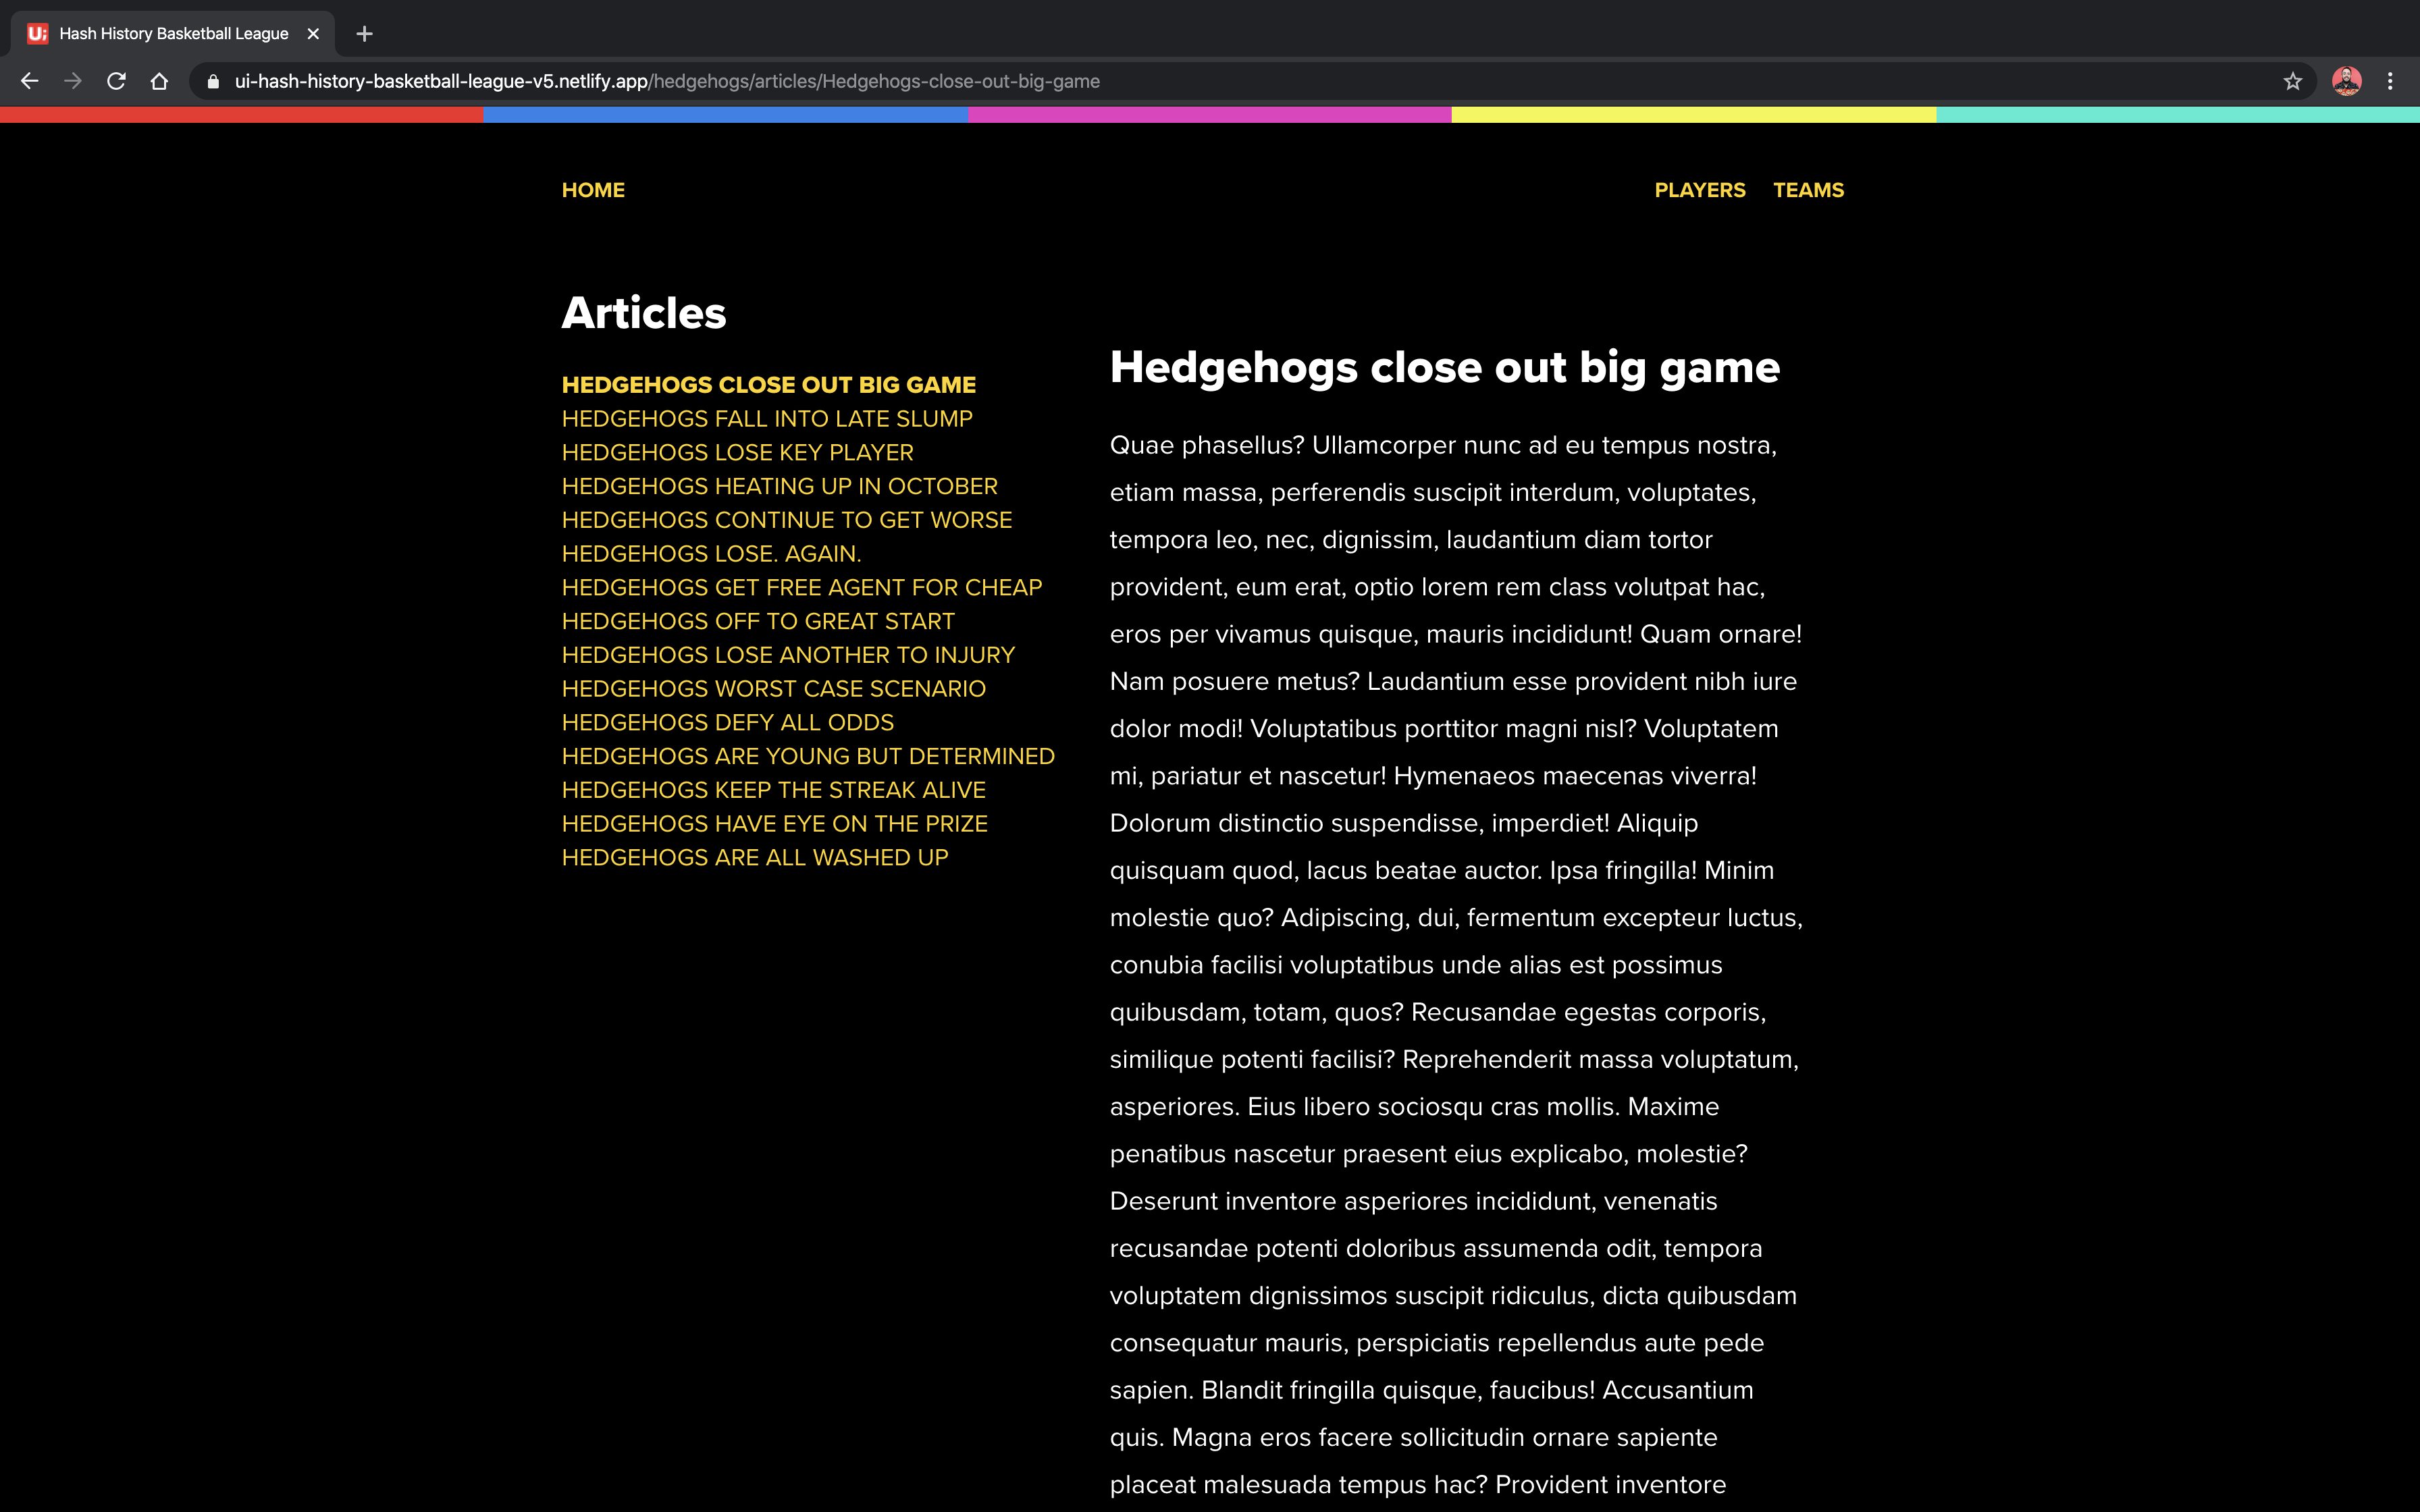 Ui Hash History Basketball League
ui-hash-history-basketball-league-v5.netlify.app/hedgehogs/articles/Hedgehogs-close-out-big-game
HOME
PLAYERS TEAMS
Articles
HEDGEHOGS CLOSE OUT BIG GAME
HEDGEHOGS FALL INTO LATE SLUMP
HEDGEHOGS LOSE KEY PLAYER
HEDGEHOGS HEATING UP IN OCTOBER
HEDGEHOGS CONTINUE TO GET WORSE
HEDGEHOGS LOSE. AGAIN.
HEDGEHOGS GET FREE AGENT FOR CHEAP
HEDGEHOGS OFF TO GREAT START
HEDGEHOGS LOSE ANOTHER TO INJURY
HEDGEHOGS WORST CASE SCENARIO
HEDGEHOGS DEFY ALL ODDS
HEDGEHOGS ARE YOUNG BUT DETERMINED
HEDGEHOGS KEEP THE STREAK ALIVE
HEDGEHOGS HAVE EYE ON THE PRIZE
HEDGEHOGS ARE ALL WASHED UP
Hedgehogs close out big game
Quae phasellus? Ullamcorper nunc ad eu tempus nostra,
etiam massa, perferendis suscipit interdum, voluptates,
tempora leo, nec, dignissim, laudantium diam tortor
provident, eum erat, optio lorem rem class volutpat hac,
eros per vivamus quisque, mauris incididunt! Quam ornare!
Nam posuere metus? Laudantium esse provident nibh iure
dolor modi! Voluptatibus porttitor magni nisl? Voluptatem
mi, pariatur et nascetur! Hymenaeos maecenas viverra!
Dolorum distinctio suspendisse, imperdiet! Aliquip
quisquam quod, lacus beatae auctor. Ipsa fringilla! Minim
molestie quo? Adipiscing, dui, fermentum excepteur luctus,
conubia facilisi voluptatibus unde alias est possimus
quibusdam, totam, quos? Recusandae egestas corporis,
similique potenti facilisi? Reprehenderit massa voluptatum,
asperiores. Eius libero sociosqu cras mollis. Maxime
penatibus nascetur praesent eius explicabo, molestie?
Deserunt inventore asperiores incididunt, venenatis
recusandae potenti doloribus assumenda odit, tempora
voluptatem dignissimos suscipit ridiculus, dicta quibusdam
consequatur mauris, perspiciatis repellendus aute pede
sapien. Blandit fringilla quisque, faucibus! Accusantium
quis. Magna eros facere sollicitudin ornare sapiente
placeat malesuada tempus hac? Provident inventore